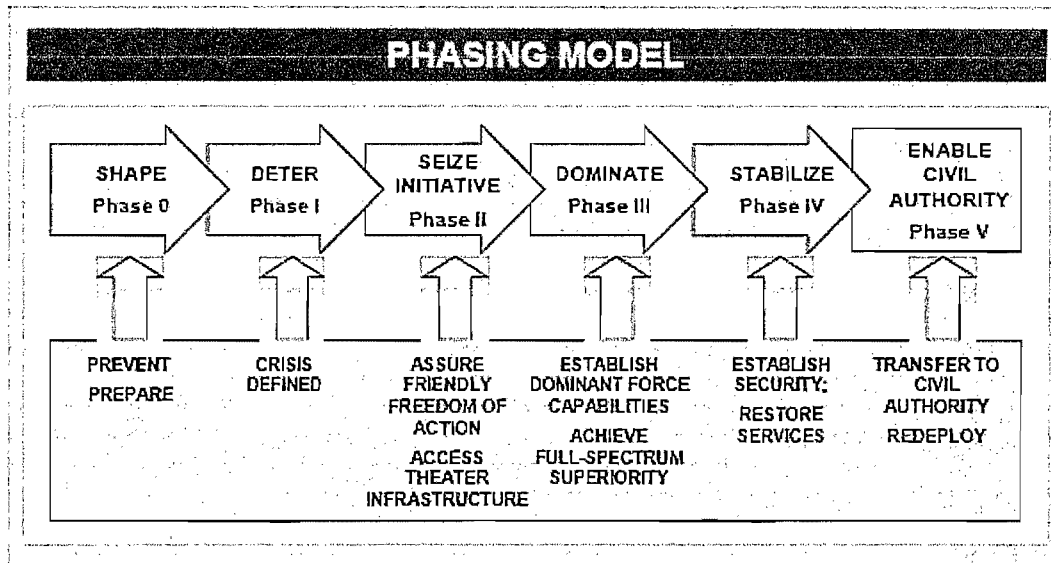 PHASING MODEL
SHAPE
Phase 0
DETER
Phase I
SEIZE
INITIATIVE
Phase II
DOMINATE
Phase III
STABILIZE
Phase IV
ENABLE
CIVIL
AUTHORITY
Phase V
PREVENT
PREPARE
CRISIS
DEFINED
ASSURE
FRIENDLY
FREEDOM OF
ACTION
ACCESS
THEATER
INFRASTRUCTURE
ESTABLISH
DOMINANT FORCE
CAPABILITIES
ACHIEVE
FULL-SPECTRUM
SUPERIORITY
ESTABLISH
SECURITY;
RESTORE
SERVICES
TRANSFER TO
CIVIL
AUTHORITY
REDEPLOY